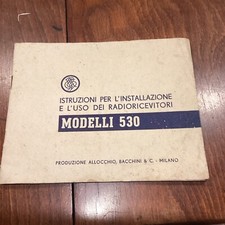 ISTRUZIONI PER L'INSTALLAZIONE
E L'USO DEI RADIORICEVITORI
MODELLI 530
PRODUZIONE ALLOCCHIO, BACCHINI & C. - MILANO